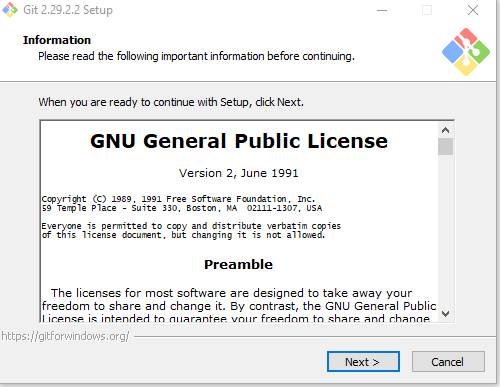 Git 2.29.2.2 Setup
Information
Please read the following important information before continuing.
When you are ready to continue with Setup, click Next.
GNU General Public License
Version 2, June 1991
Copyright (C) 1989, 1991 Free Software Foundation, Inc.
59 Temple Place - Suite 330, Boston, MA  02111-1307, USA
Everyone is permitted to copy and distribute verbatim copies
of this license document, but changing it is not allowed.
Preamble
The licenses for most software are designed to take away your
freedom to share and change it. By contrast, the GNU General Public
License is intended to guarantee your freedom to share and change
https://gitforwindows.org/
Next >
Cancel